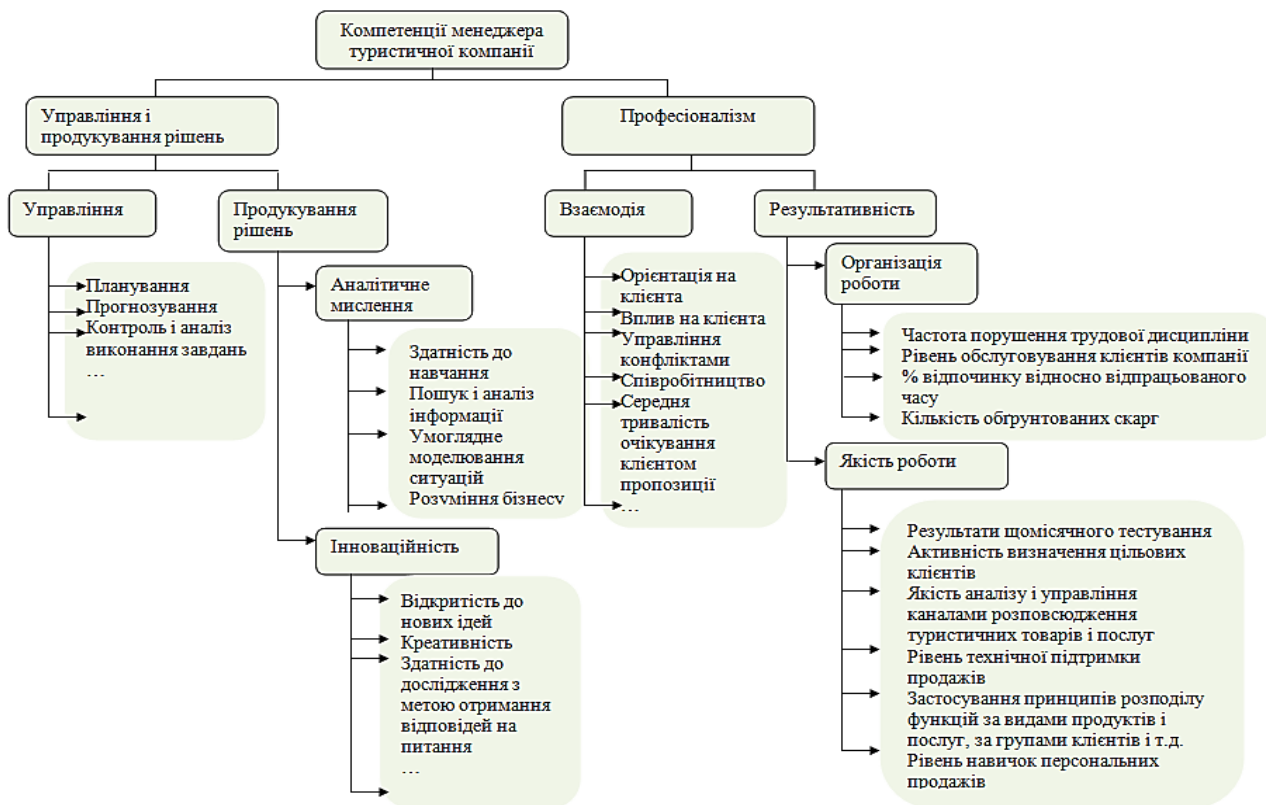 Компетенції менеджера
туристичної компанії
Управління і
продукування рішень
Професіоналізм
Управління
Продукування
рішень
Взаємодія
Результативність
Планування
Прогнозування
Контроль і аналіз
виконання завдань
…
Аналітичне
мислення
Здатність до
навчання
Пошук і аналіз
інформації
Умоглядне
моделювання
ситуацій
Розуміння бізнесу
Інноваційність
Відкритість до
нових ідей
Креативність
Здатність до
дослідження з
метою отримання
відповідей на
питання
…
Орієнтація на
клієнта
Вплив на клієнта
Управління
конфліктами
Співробітництво
Середня
тривалість
очікування
клієнтом
пропозиції
…
Організація
роботи
Частота порушення трудової дисципліни
Рівень обслуговування клієнтів компанії
% відпочинку відносно відпрацьованого
часу
Кількість обґрунтованих скарг
Якість роботи
Результати щомісячного тестування
Активність визначення цільових
клієнтів
Якість аналізу і управління
каналами розповсюдження
туристичних товарів і послуг
Рівень технічної підтримки
продажів
Застосування принципів розподілу
функцій за видами продуктів і
послуг, за групами клієнтів і т.д.
Рівень навичок персональних
продажів